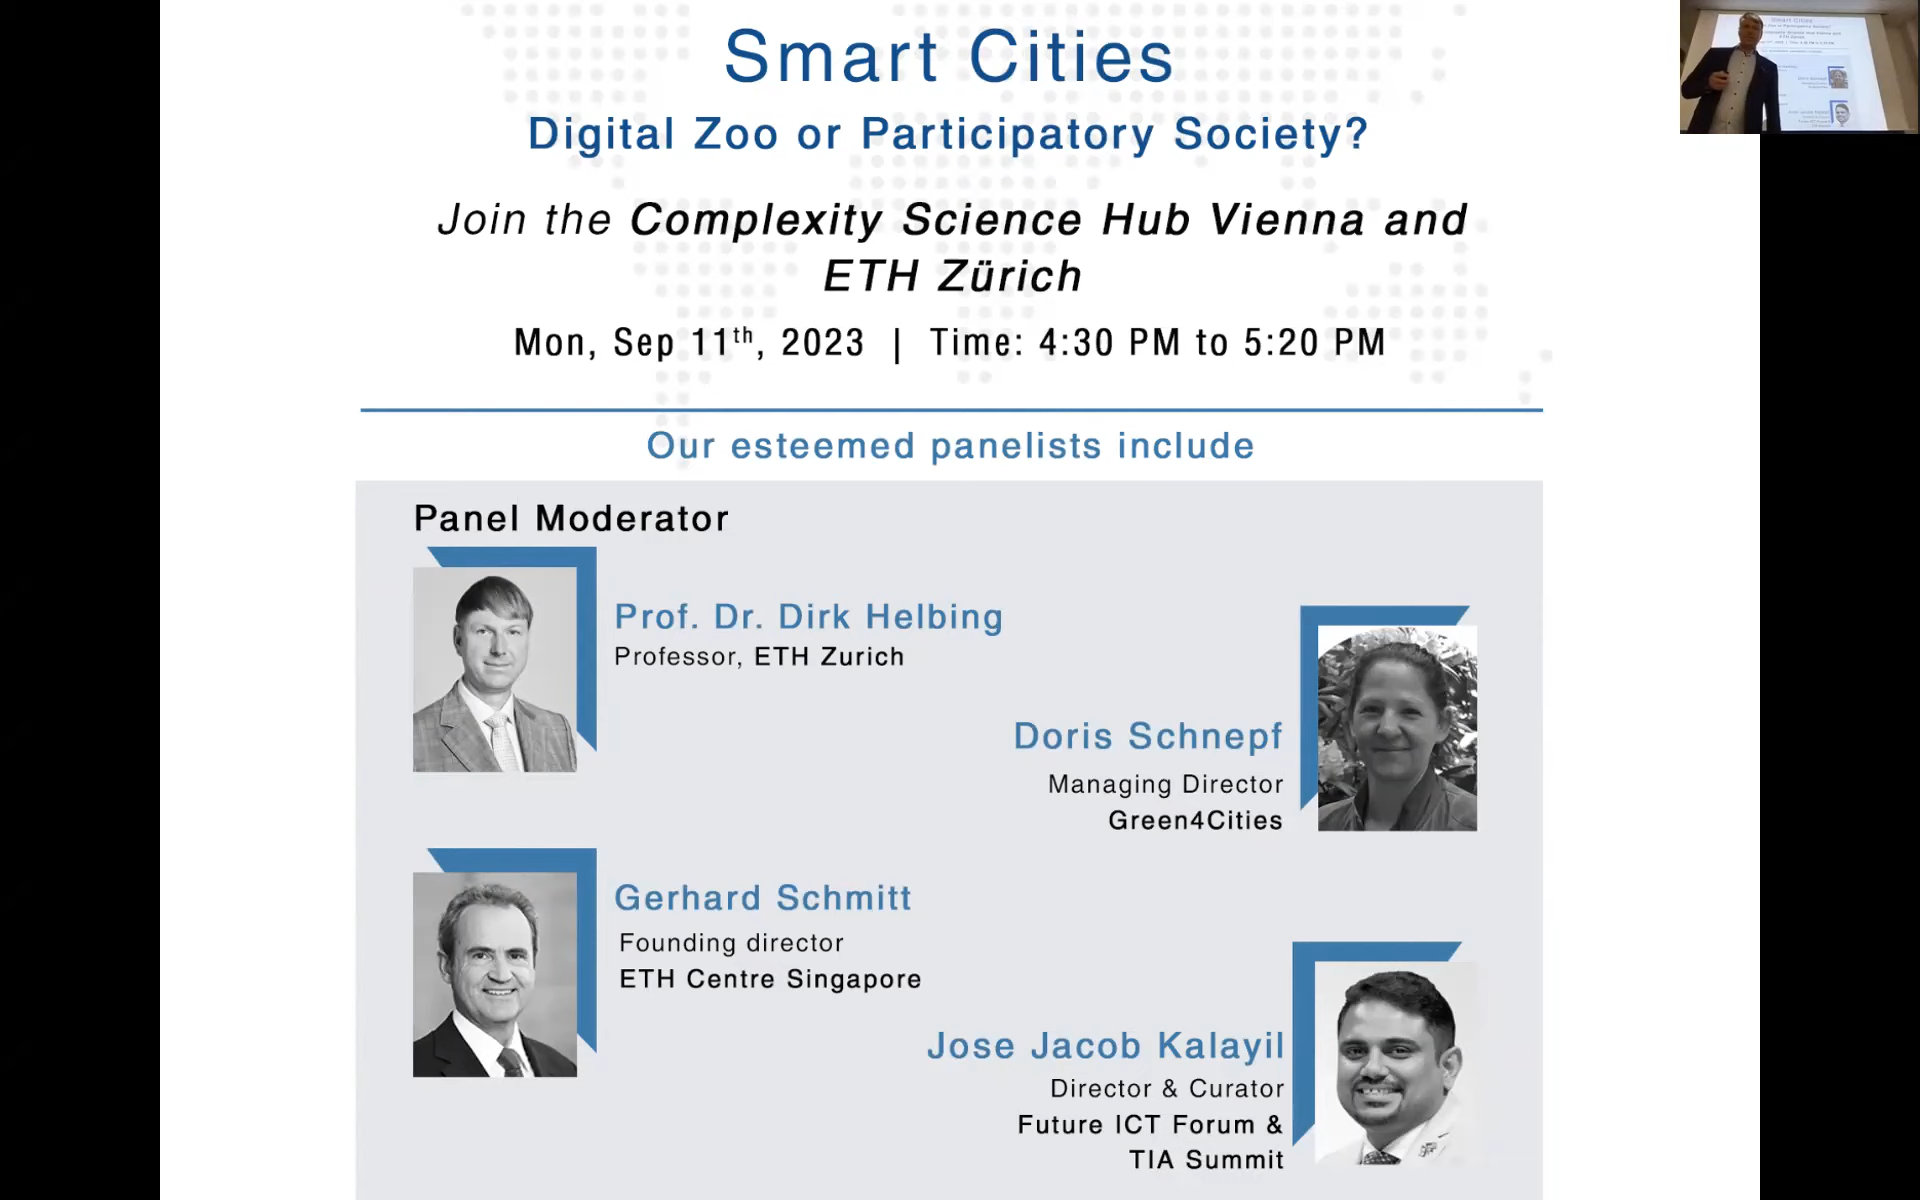 Smart Cities
Digital Zoo or Participatory Society?
Join the Complexity Science Hub Vienna and
ETH Zürich
Mon, Sep 11th, 2023 | Time: 4:30 PM to 5:20 PM
Our esteemed panelists include
Panel Moderator
Prof. Dr. Dirk Helbing
Professor, ETH Zurich
Doris Schnepf
Managing Director
Green4Cities
Gerhard Schmitt
Founding director
ETH Centre Singapore
Jose Jacob Kalayil
Director & Curator
Future ICT Forum &
TIA Summit